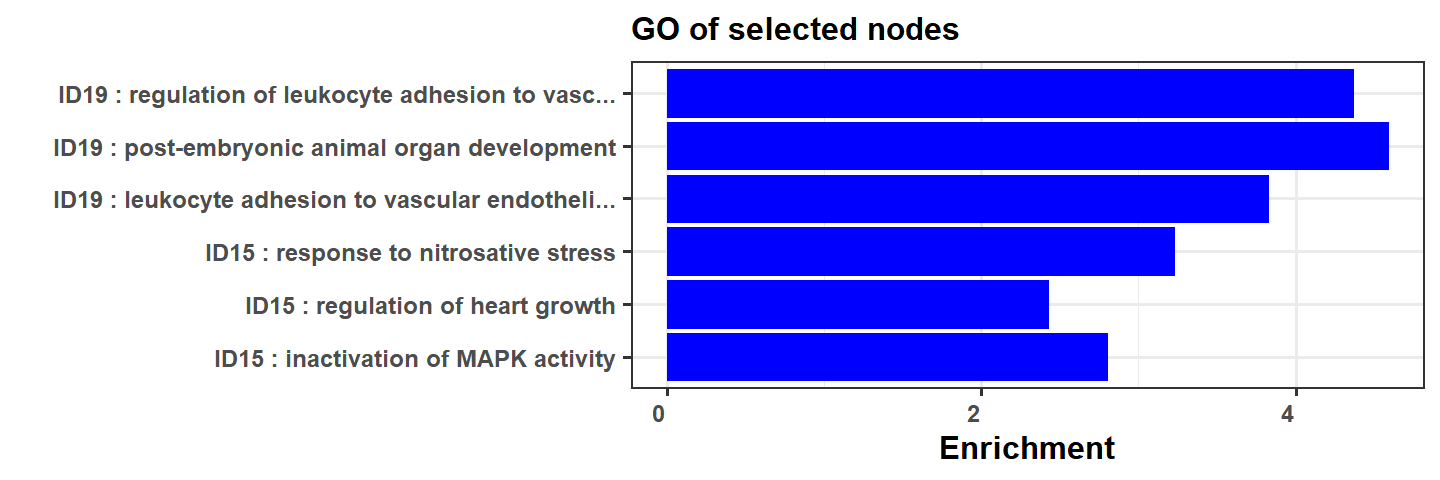 GO of selected nodes
ID19 : regulation of leukocyte adhesion to vasc...
ID19 : post-embryonic animal organ development
ID19 : leukocyte adhesion to vascular endotheli...
ID15 : response to nitrosative stress
ID15 : regulation of heart growth
ID15 : inactivation of MAPK activity
0 2 4
Enrichment